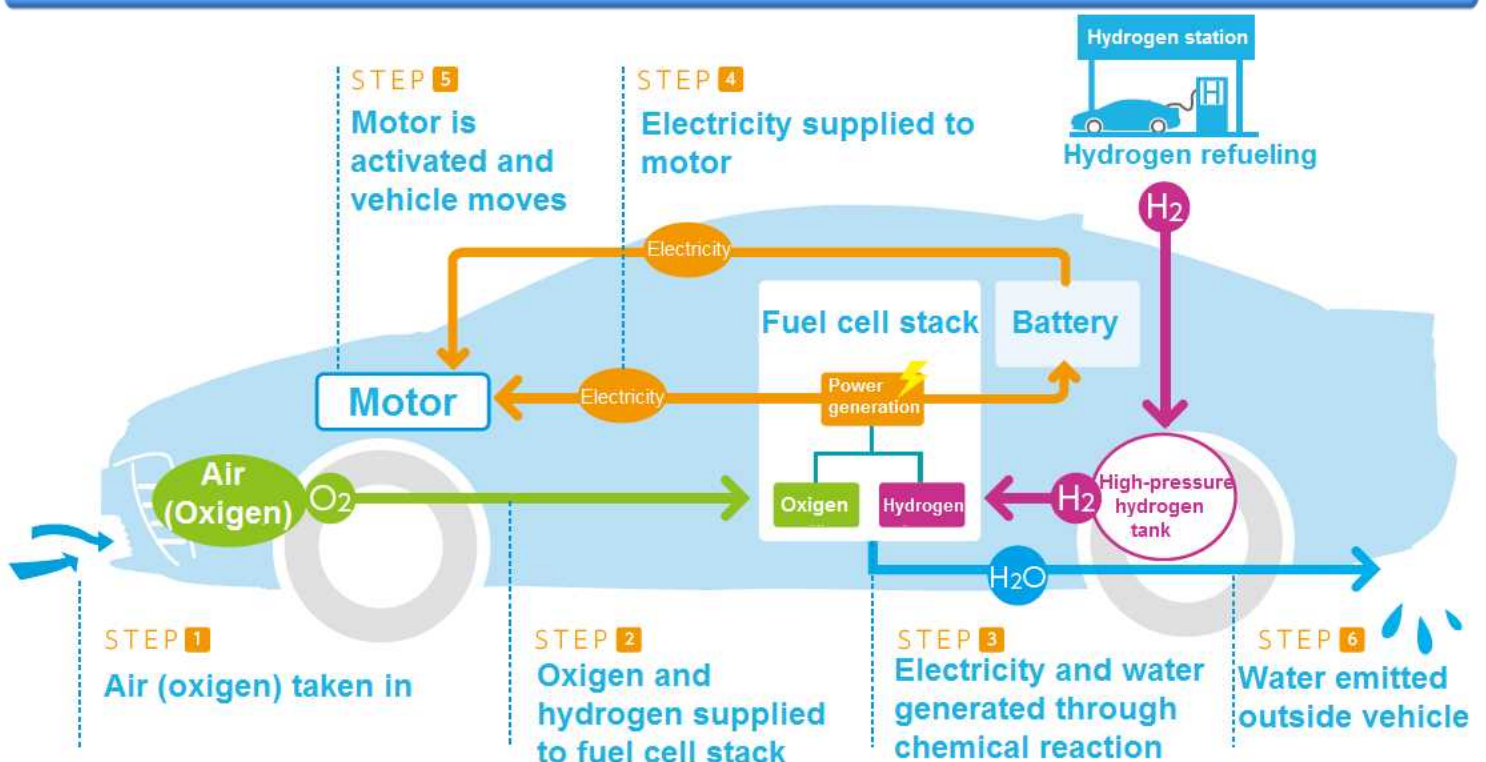 Hydrogen station
H
Hydrogen refueling
H2
STEP 5
Motor is
activated and
vehicle moves
STEP 4
Electricity supplied to
motor
Electricity
Fuel cell stack
Battery
Motor
Electricity
Power
generation
Air
(Oxigen)
O2
Oxigen
Hydrogen
H2
High-pressure
hydrogen
tank
H2O
STEP 1
Air (oxigen) taken in
STEP 2
Oxigen and
hydrogen supplied
to fuel cell stack
STEP 3
Electricity and water
generated through
chemical reaction
STEP 6
Water emitted
outside vehicle